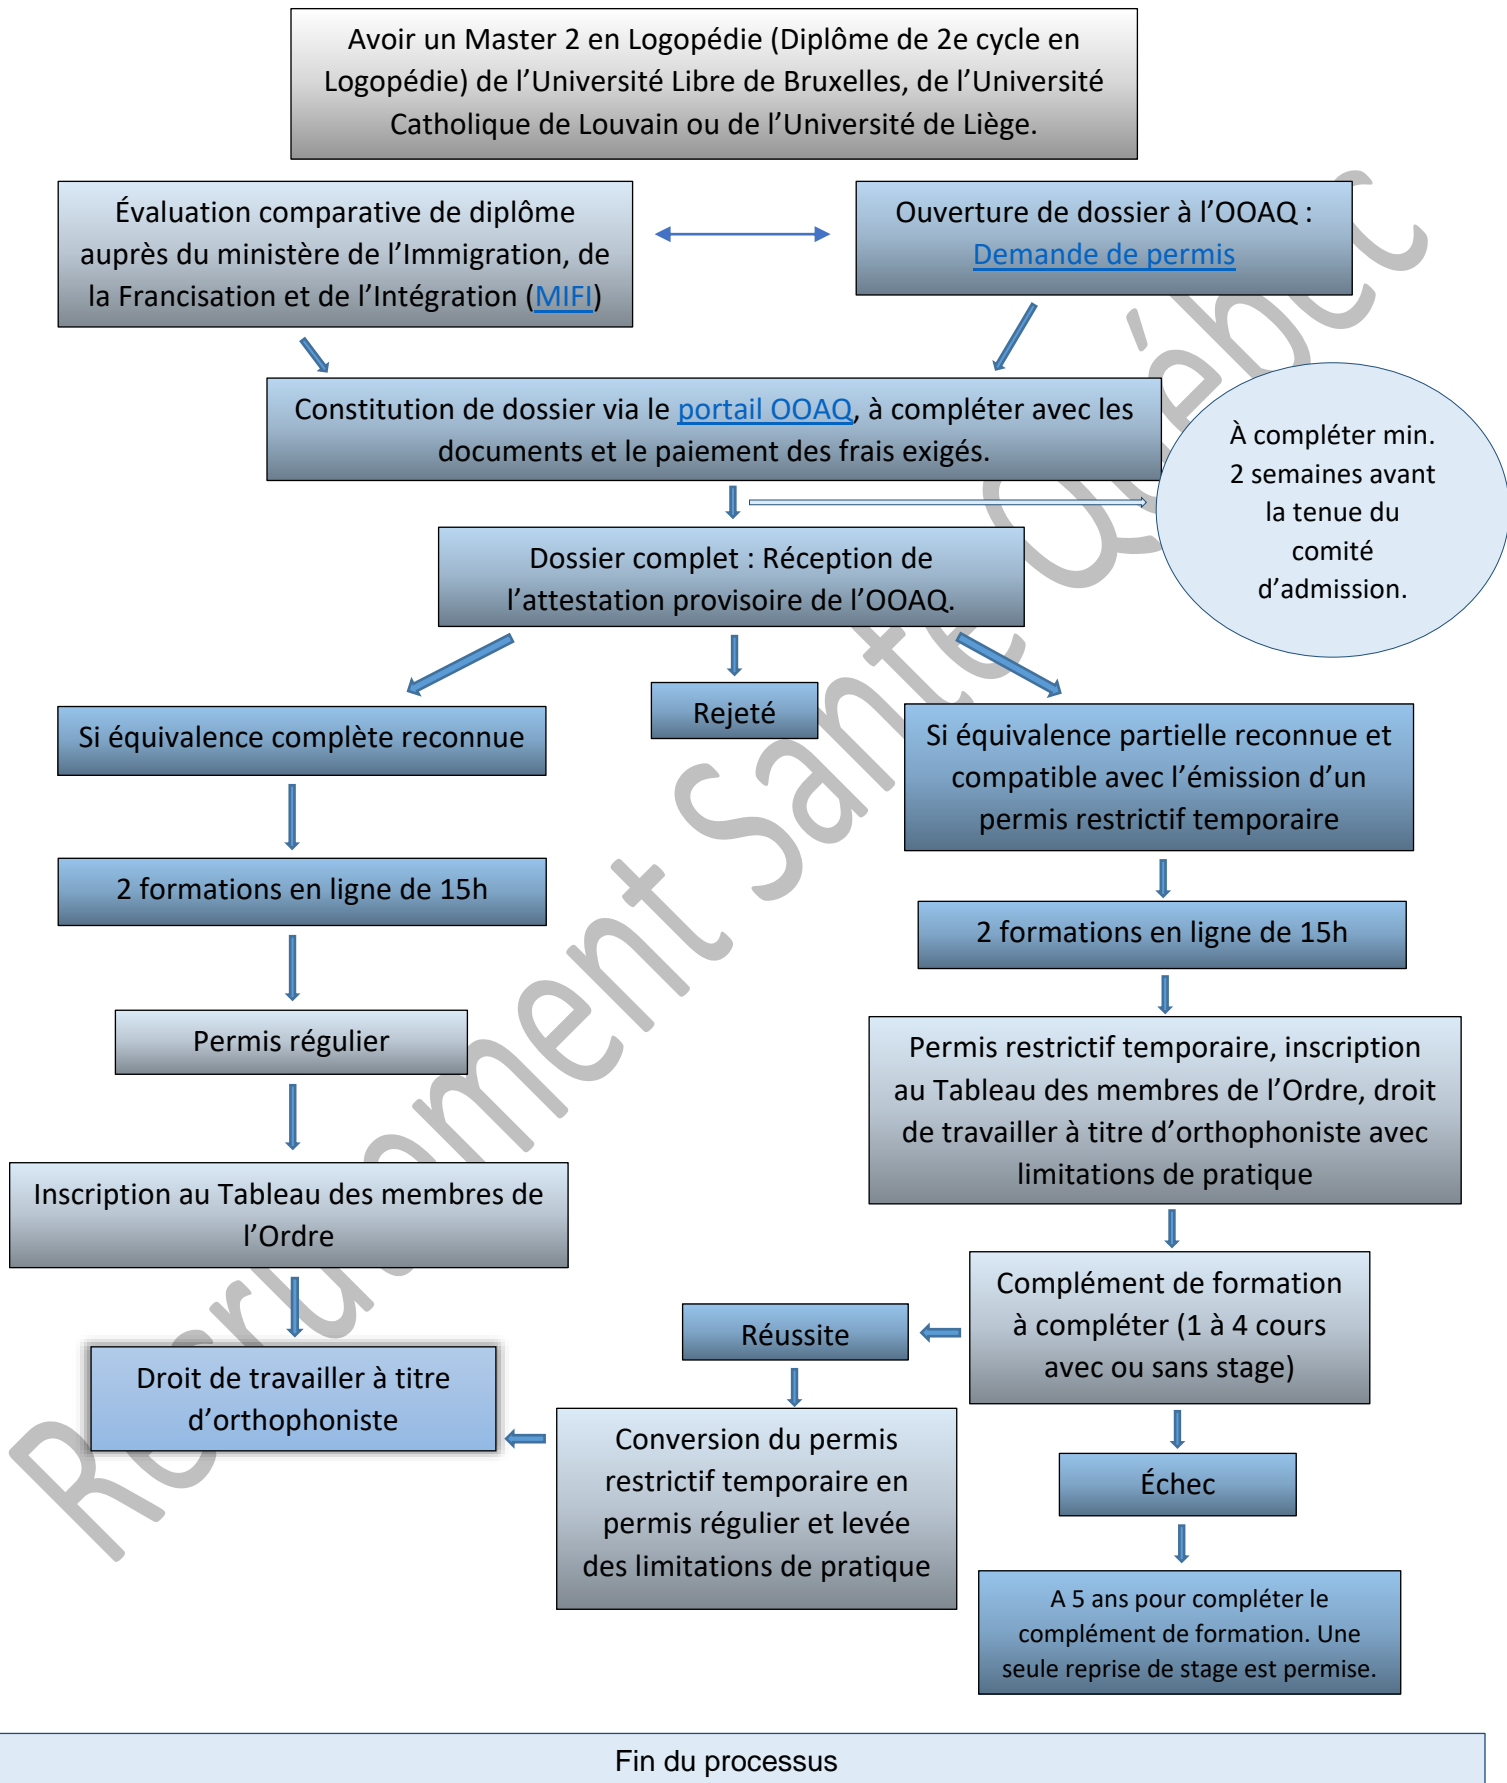 Avoir un Master 2 en Logopédie (Diplôme de 2e cycle en
Logopédie) de l’Université Libre de Bruxelles, de l’Université
Catholique de Louvain ou de l’Université de Liège.
Évaluation comparative de diplôme
auprès du ministère de l’Immigration, de
la Francisation et de l’Intégration (MIFI)
Ouverture de dossier à l’OOAQ :
Demande de permis
Constitution de dossier via le portail OOAQ, à compléter avec les
documents et le paiement des frais exigés.
À compléter min.
2 semaines avant
la tenue du
comité
d’admission.
Dossier complet : Réception de
l’attestation provisoire de l’OOAQ.
Si équivalence complète reconnue
Rejeté
Si équivalence partielle reconnue et
compatible avec l’émission d’un
permis restrictif temporaire
2 formations en ligne de 15h
2 formations en ligne de 15h
Permis régulier
Permis restrictif temporaire, inscription
au Tableau des membres de l’Ordre, droit
de travailler à titre d’orthophoniste avec
limitations de pratique
Inscription au Tableau des membres de
l’Ordre
Complément de formation
à compléter (1 à 4 cours
avec ou sans stage)
Réussite
Droit de travailler à titre
d’orthophoniste
Conversion du permis
restrictif temporaire en
permis régulier et levée
des limitations de pratique
Échec
A 5 ans pour compléter le
complément de formation. Une
seule reprise de stage est permise.
Fin du processus
Recrutement Santé Québec